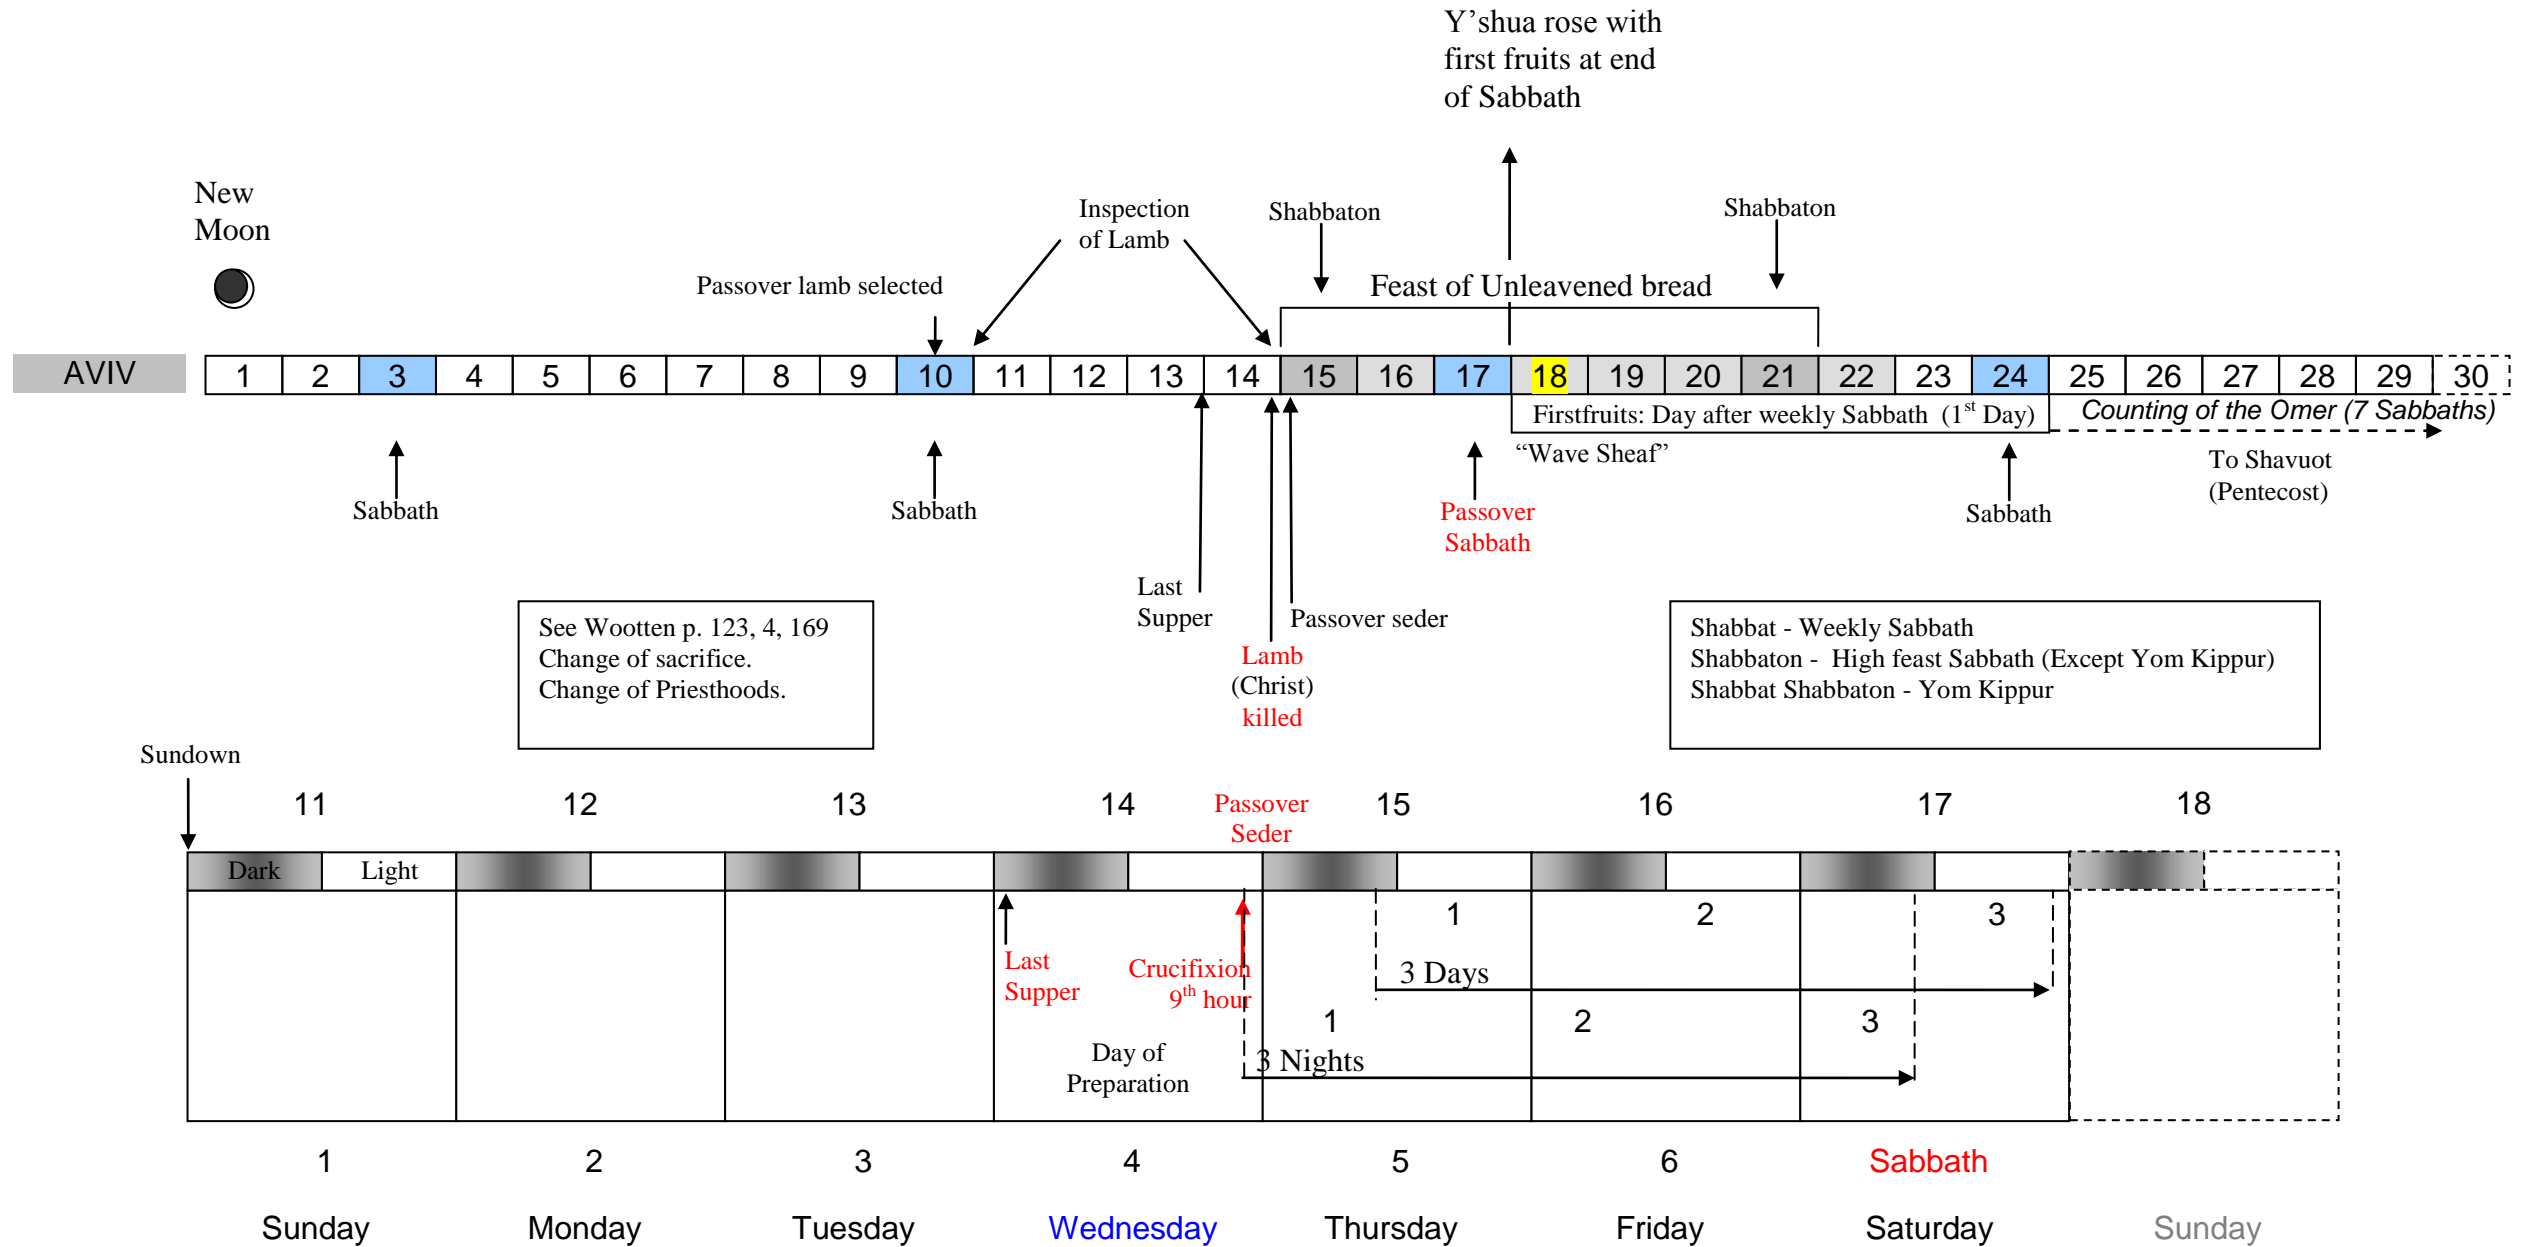 Y’shua rose with
first fruits at end
of Sabbath
New
Moon
Inspection
of Lamb
Shabbaton
Shabbaton
Passover lamb selected
Feast of Unleavened bread
AVIV 1 2 3 4 5 6 7 8 9 10 11 12 13 14 15 16 17 18 19 20 21 22 23 24 25 26 27 28 29 30
Firstfruits: Day after weekly Sabbath (1st Day)
Counting of the Omer (7 Sabbaths)
“Wave Sheaf”
To Shavuot
(Pentecost)
Sabbath
Sabbath
Passover
Sabbath
Sabbath
Last
Supper
Passover seder
Lamb
(Christ)
killed
See Wootten p. 123, 4, 169
Change of sacrifice.
Change of Priesthoods.
Shabbat - Weekly Sabbath
Shabbaton - High feast Sabbath (Except Yom Kippur)
Shabbat Shabbaton - Yom Kippur
Sundown
11 12 13 14 15 16 17 18
Passover
Seder
Dark Light
1 2 3
Last
Supper
Crucifixion
9th hour
3 Days
1 2 3
Day of
Preparation
3 Nights
1 2 3 4 5 6 Sabbath
Sunday Monday Tuesday Wednesday Thursday Friday Saturday Sunday